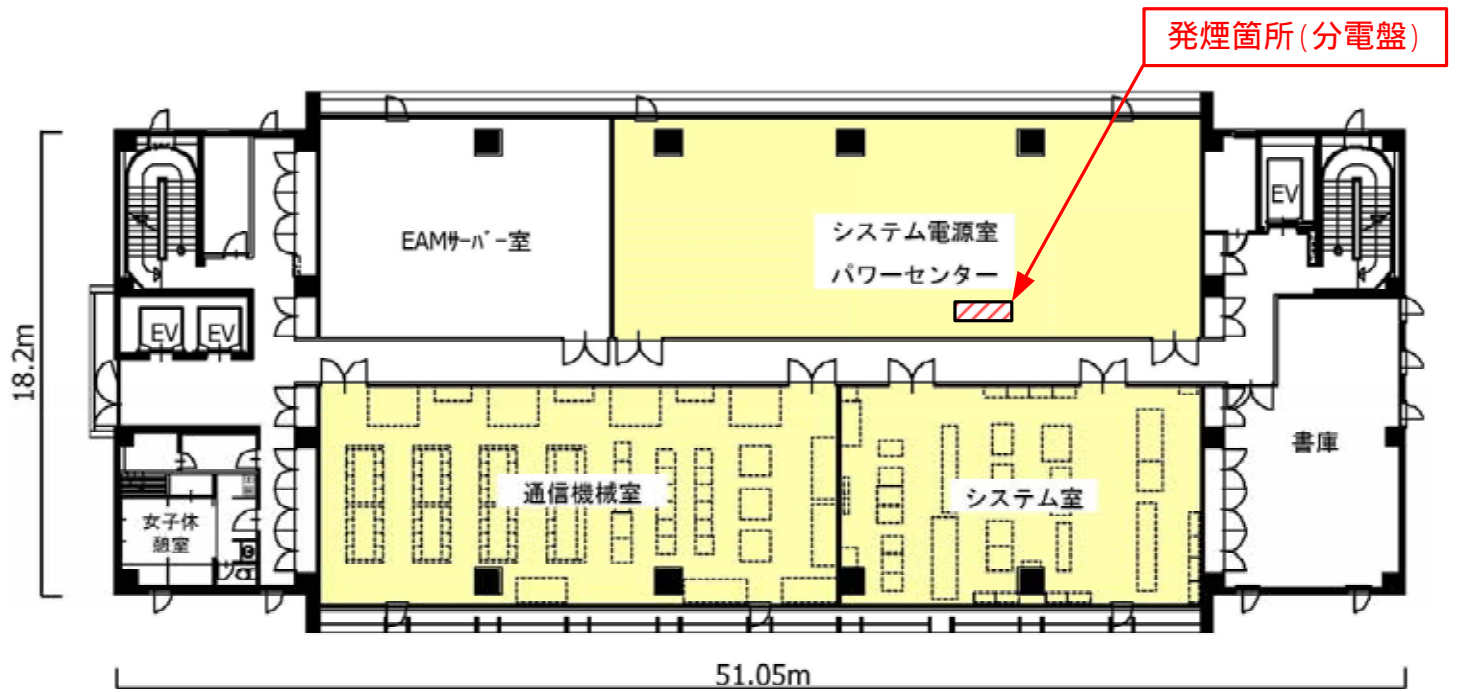 発煙箇所(分電盤)
EV
システム電源室
EAMサーバー室
パワーセンター
EV
EV
18.2m
書庫
通信機械室
システム室
女子休
憩室
51.05m